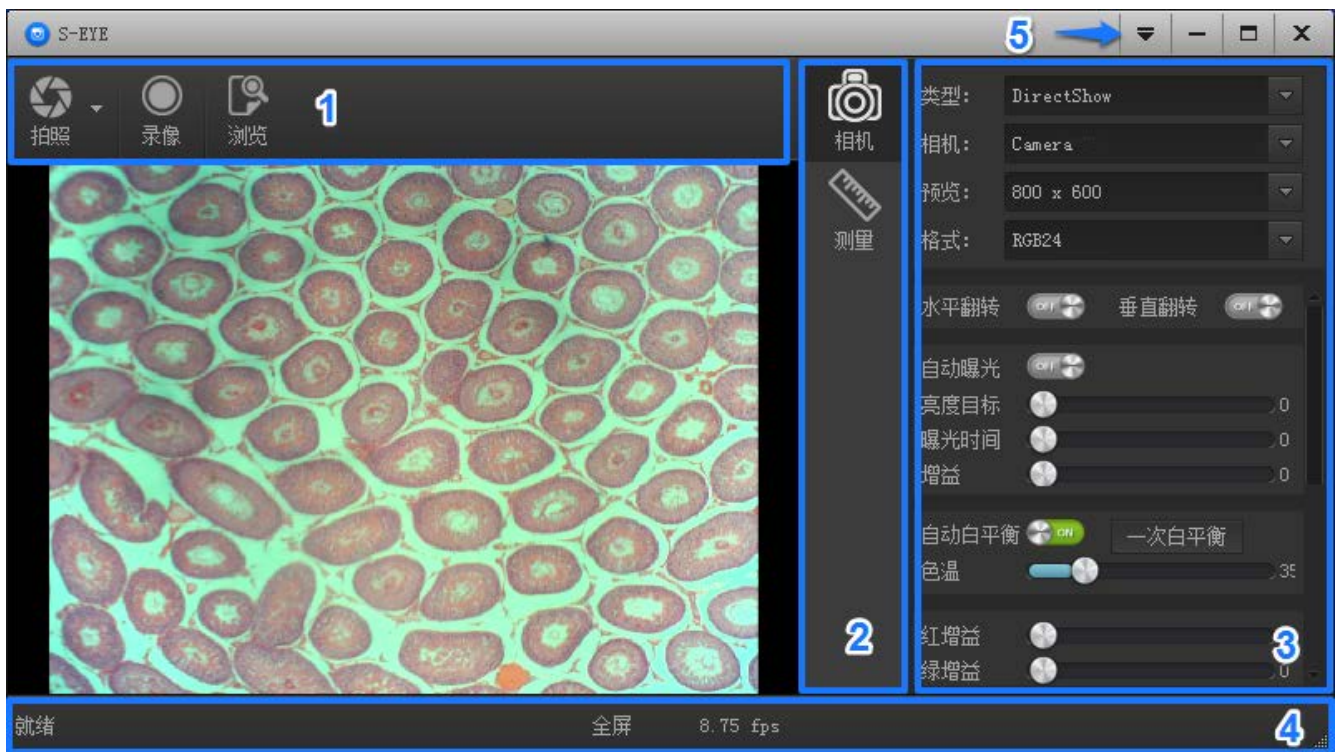 S-EYE
5
拍照
录像
浏览
1
相机
测量
2
类型: DirectShow
相机: Camera
预览: 800 x 600
格式: RGB24
水平翻转 OFF 垂直翻转 OFF
自动曝光 OFF
亮度目标 0
曝光时间 0
增益 0
自动白平衡 ON 一次白平衡
色温 35
红增益
绿增益 0
3
就绪 全屏 8.75 fps
4